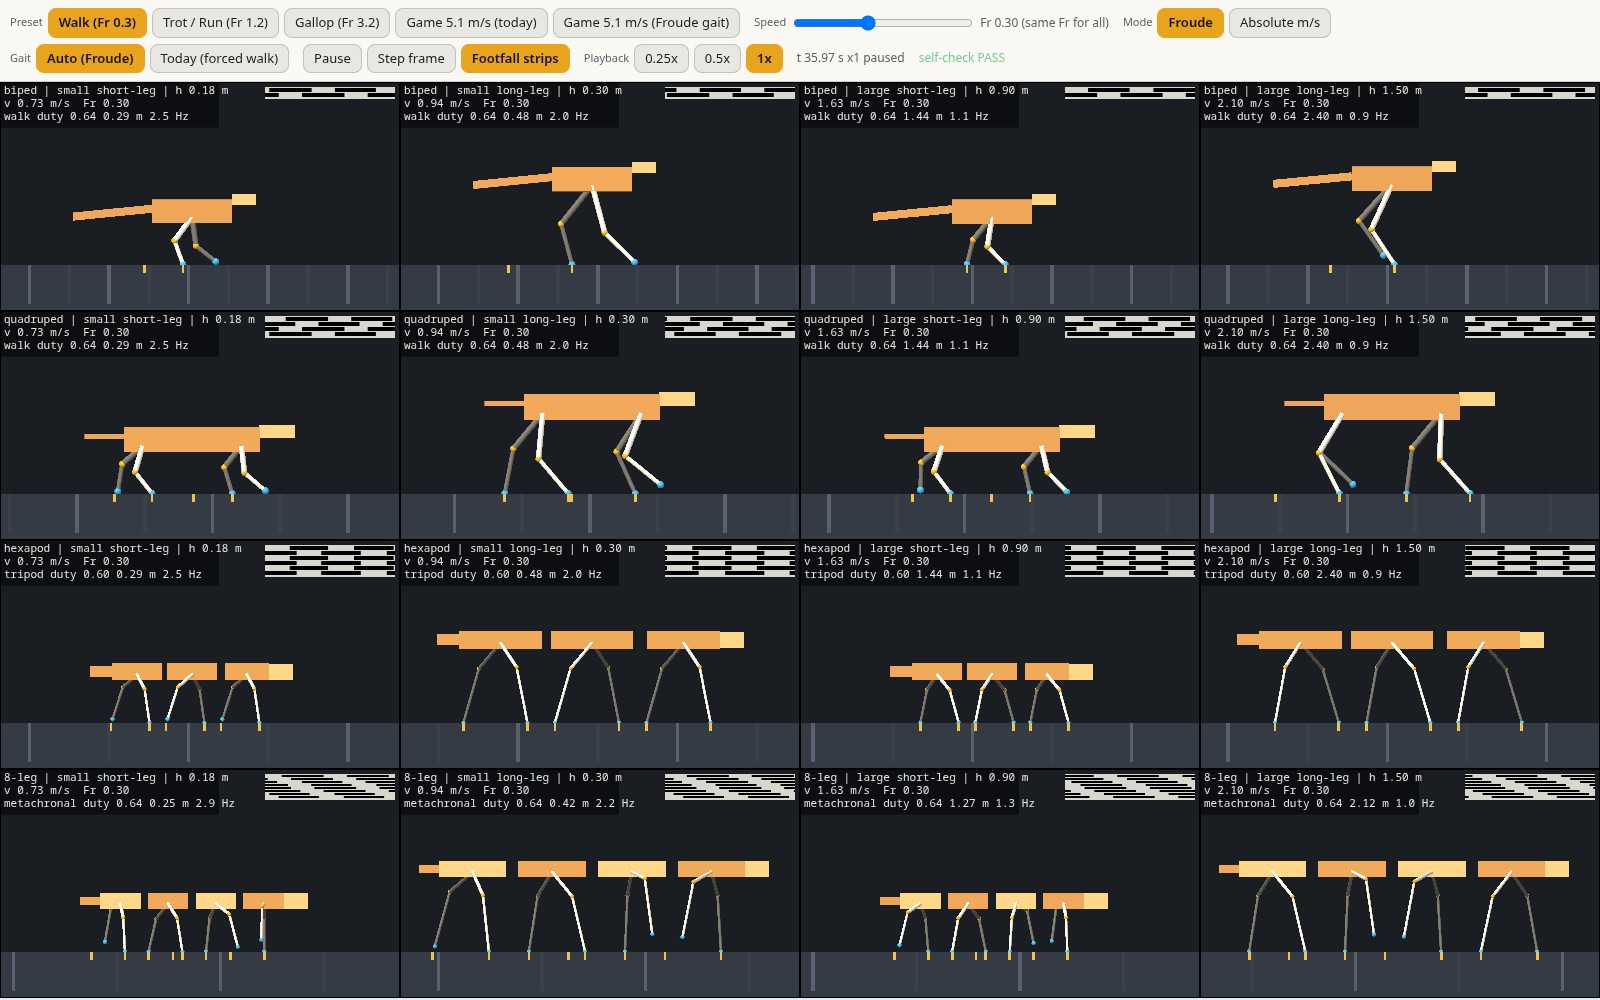 Preset Walk (Fr 0.3) Trot / Run (Fr 1.2) Gallop (Fr 3.2) Game 5.1 m/s (today) Game 5.1 m/s (Froude gait) Speed Fr 0.30 (same Fr for all) Mode Froude Absolute m/s
Gait Auto (Froude) Today (forced walk) Pause Step frame Footfall strips Playback 0.25x 0.5x 1x t 35.97 s x1 paused self-check PASS
biped | small short-leg | h 0.18 m
v 0.73 m/s Fr 0.30
walk duty 0.64 0.29 m 2.5 Hz
biped | small long-leg | h 0.30 m
v 0.94 m/s Fr 0.30
walk duty 0.64 0.48 m 2.0 Hz
biped | large short-leg | h 0.90 m
v 1.63 m/s Fr 0.30
walk duty 0.64 1.44 m 1.1 Hz
biped | large long-leg | h 1.50 m
v 2.10 m/s Fr 0.30
walk duty 0.64 2.40 m 0.9 Hz
quadruped | small short-leg | h 0.18 m
v 0.73 m/s Fr 0.30
walk duty 0.64 0.29 m 2.5 Hz
quadruped | small long-leg | h 0.30 m
v 0.94 m/s Fr 0.30
walk duty 0.64 0.48 m 2.0 Hz
quadruped | large short-leg | h 0.90 m
v 1.63 m/s Fr 0.30
walk duty 0.64 1.44 m 1.1 Hz
quadruped | large long-leg | h 1.50 m
v 2.10 m/s Fr 0.30
walk duty 0.64 2.40 m 0.9 Hz
hexapod | small short-leg | h 0.18 m
v 0.73 m/s Fr 0.30
tripod duty 0.60 0.29 m 2.5 Hz
hexapod | small long-leg | h 0.30 m
v 0.94 m/s Fr 0.30
tripod duty 0.60 0.48 m 2.0 Hz
hexapod | large short-leg | h 0.90 m
v 1.63 m/s Fr 0.30
tripod duty 0.60 1.44 m 1.1 Hz
hexapod | large long-leg | h 1.50 m
v 2.10 m/s Fr 0.30
tripod duty 0.60 2.40 m 0.9 Hz
8-leg | small short-leg | h 0.18 m
v 0.73 m/s Fr 0.30
metachronal duty 0.64 0.25 m 2.9 Hz
8-leg | small long-leg | h 0.30 m
v 0.94 m/s Fr 0.30
metachronal duty 0.64 0.42 m 2.2 Hz
8-leg | large short-leg | h 0.90 m
v 1.63 m/s Fr 0.30
metachronal duty 0.64 1.27 m 1.3 Hz
8-leg | large long-leg | h 1.50 m
v 2.10 m/s Fr 0.30
metachronal duty 0.64 2.12 m 1.0 Hz